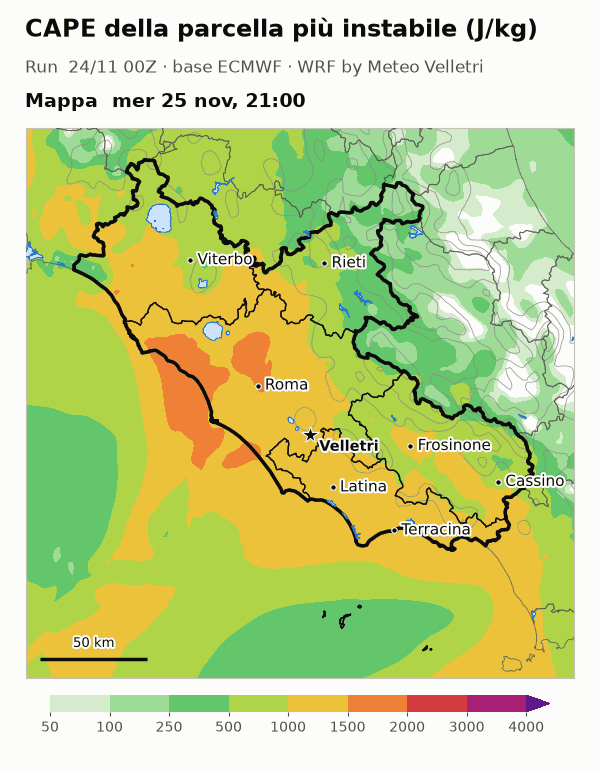 CAPE della parcella più instabile (J/kg)
Run  24/11 00Z · base ECMWF · WRF by Meteo Velletri
Mappa  mer 25 nov, 21:00
Viterbo
Rieti
Roma
Velletri
Frosinone
Latina
Cassino
Terracina
50 km
50 100 250 500 1000 1500 2000 3000 4000